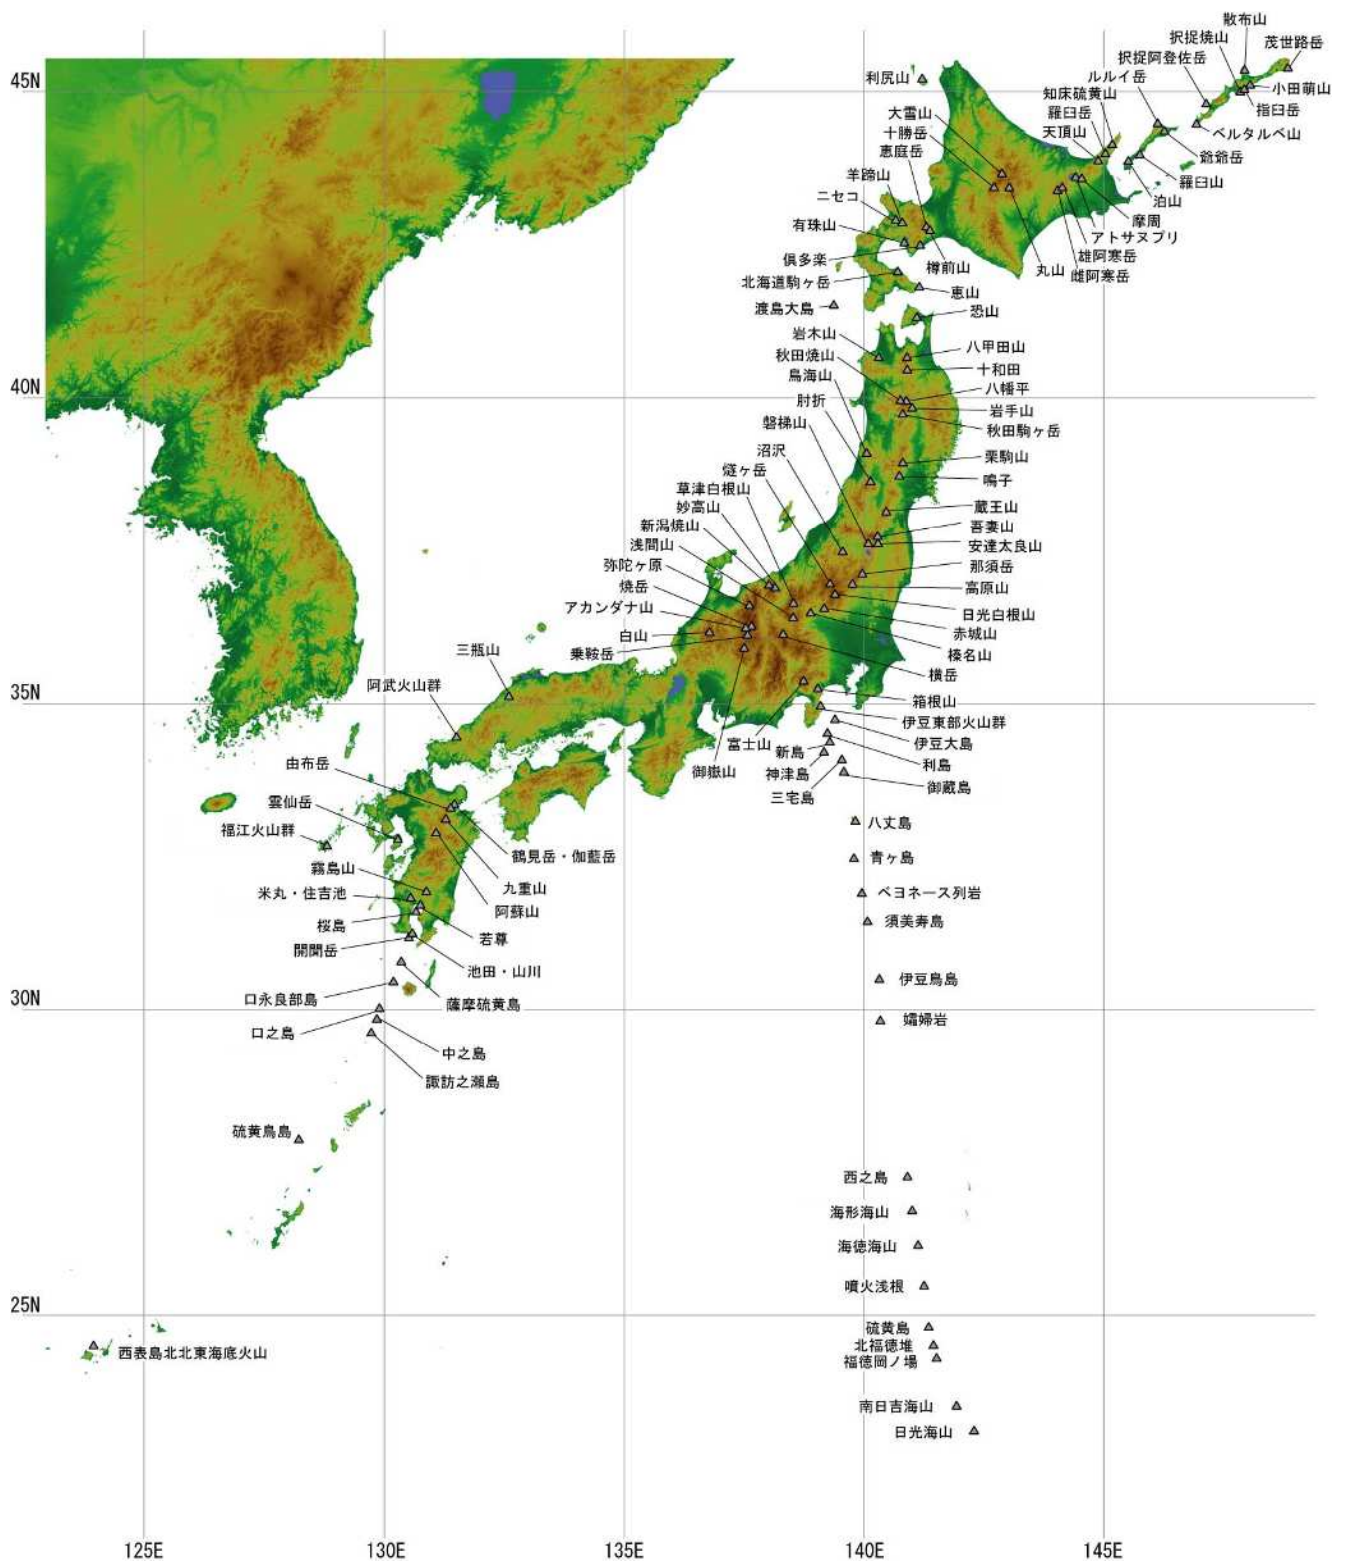 散布山
択捉焼山
茂世路岳
択捉阿登佐岳
利尻山
ルルイ岳
小田萌山
知床硫黄山
指臼岳
大雪山
羅臼岳
45N
十勝岳
天頂山
ベルタルベ山
恵庭岳
爺爺岳
羊蹄山
羅臼山
ニセコ
泊山
有珠山
摩周
アトサヌプリ
倶多楽
樽前山
丸山
雄阿寒岳
北海道駒ヶ岳
雌阿寒岳
恵山
渡島大島
恐山
岩木山
八甲田山
秋田焼山
十和田
鳥海山
40N
八幡平
肘折
岩手山
磐梯山
秋田駒ヶ岳
沼沢
栗駒山
燧ヶ岳
鳴子
草津白根山
妙高山
蔵王山
新潟焼山
吾妻山
浅間山
安達太良山
弥陀ヶ原
那須岳
焼岳
高原山
アカンダナ山
日光白根山
白山
赤城山
三瓶山
乗鞍岳
榛名山
横岳
阿武火山群
35N
箱根山
伊豆東部火山群
富士山
伊豆大島
新島
由布岳
御嶽山
神津島
利島
三宅島
御蔵島
雲仙岳
八丈島
福江火山群
鶴見岳・伽藍岳
青ヶ島
霧島山
九重山
米丸・住吉池
ベヨネース列岩
阿蘇山
桜島
須美寿島
若尊
開聞岳
池田・山川
伊豆鳥島
口永良部島
30N
薩摩硫黄島
孀婦岩
口之島
中之島
諏訪之瀬島
硫黄鳥島
西之島
海形海山
海徳海山
噴火浅根
25N
硫黄島
北福徳堆
西表島北北東海底火山
福徳岡ノ場
南日吉海山
日光海山
125E
130E
135E
140E
145E